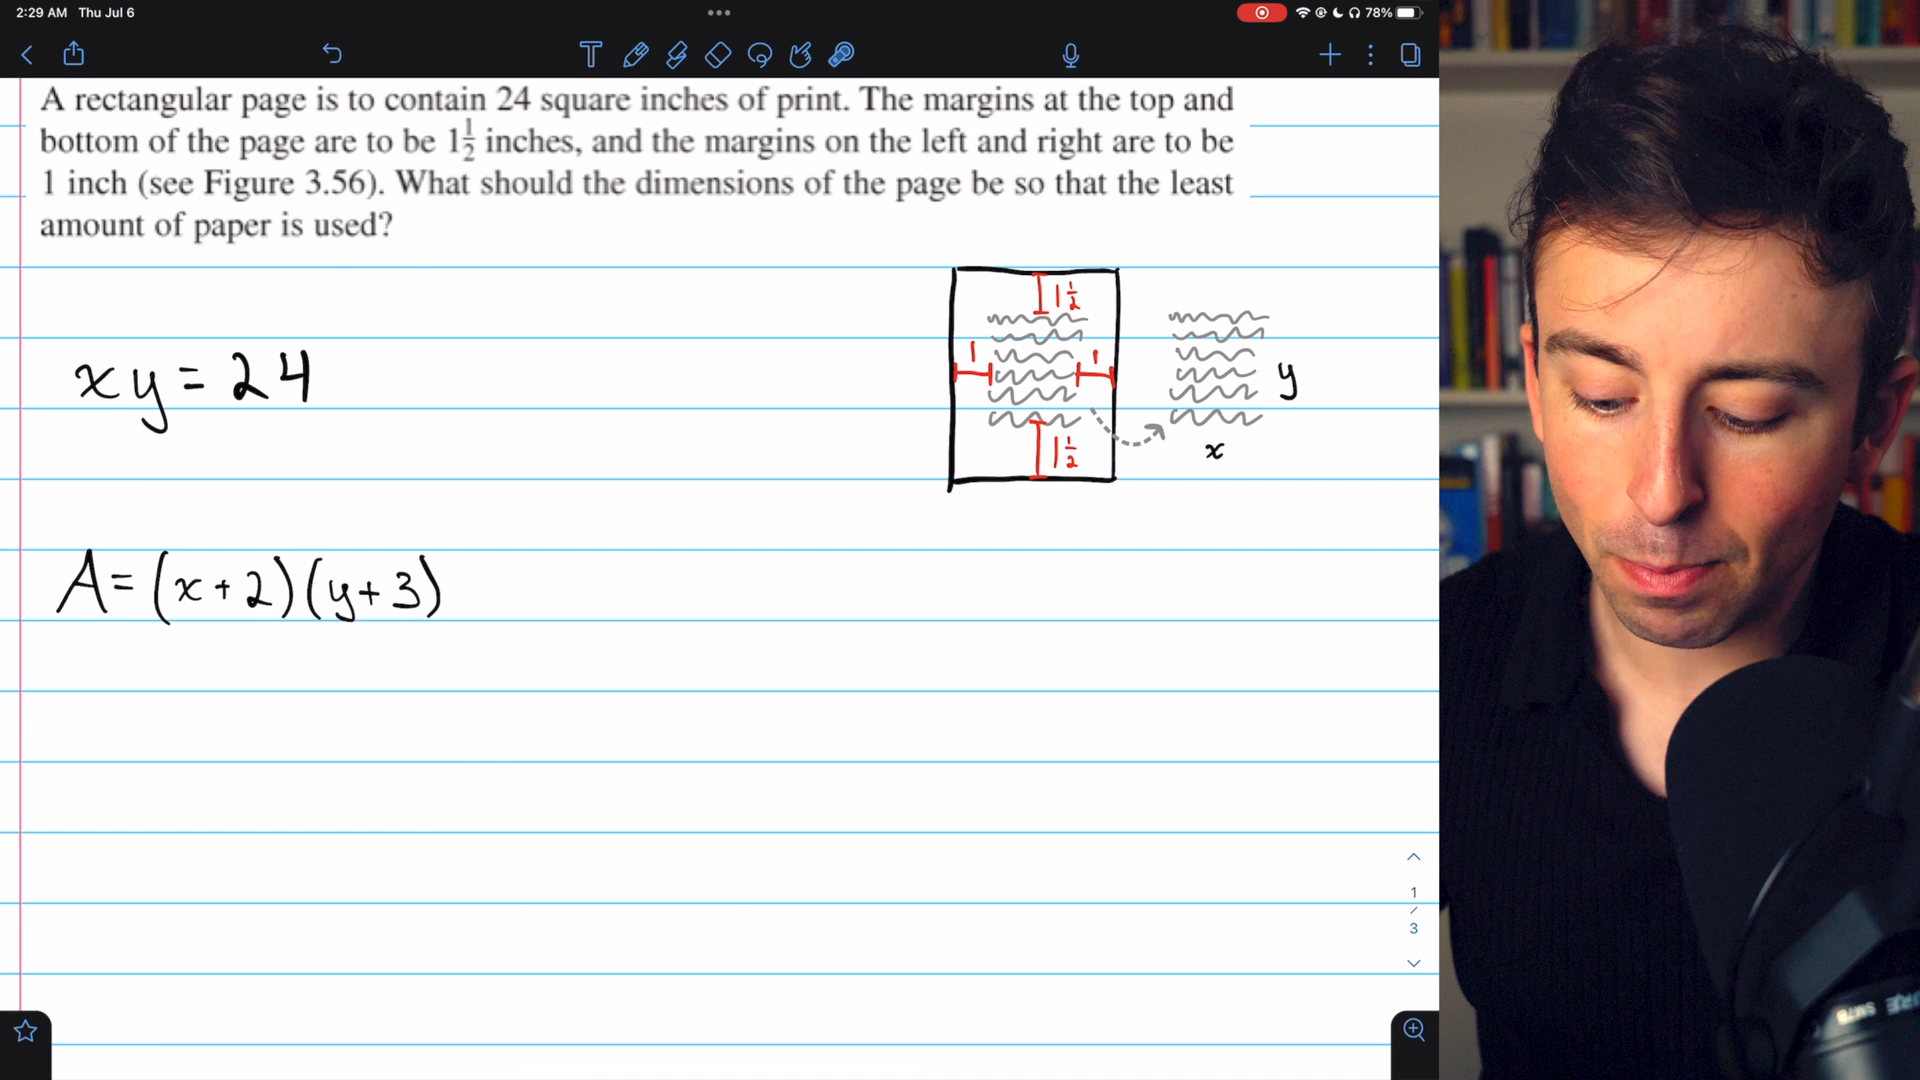 2:29 AM Thu Jul 6
78%
A rectangular page is to contain 24 square inches of print. The margins at the top and
bottom of the page are to be 1½ inches, and the margins on the left and right are to be
1 inch (see Figure 3.56). What should the dimensions of the page be so that the least
amount of paper is used?
1½
xy = 24
1
1
y
1½
x
A = (x + 2)(y + 3)
1
/
3